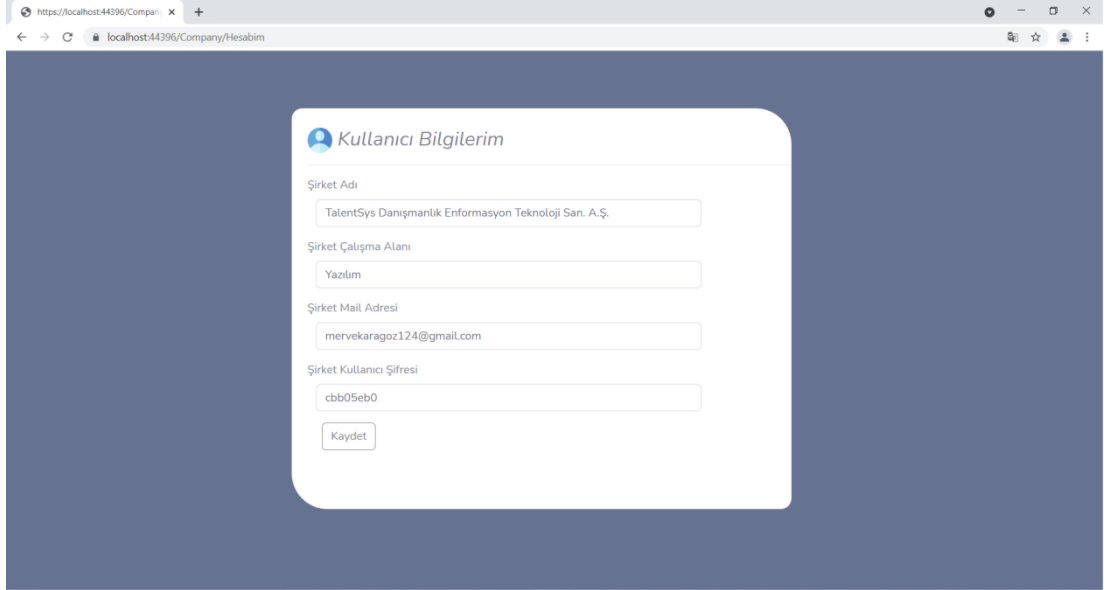 https://localhost:44396/Compan
localhost:44396/Company/Hesabim
Kullanıcı Bilgilerim
Şirket Adı
TalentSys Danışmanlık Enformasyon Teknoloji San. A.Ş.
Şirket Çalışma Alanı
Yazılım
Şirket Mail Adresi
mervekaragoz124@gmail.com
Şirket Kullanıcı Şifresi
cbb05eb0
Kaydet